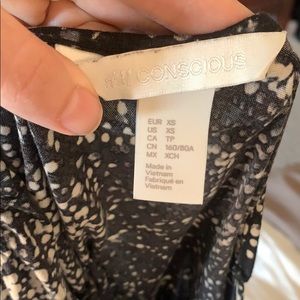 H&M CONSCIOUS
EUR XS
US XS
CA TP
CN 160/80A
MX XCH
Made in
Vietnam
Fabriqué en
Vietnam